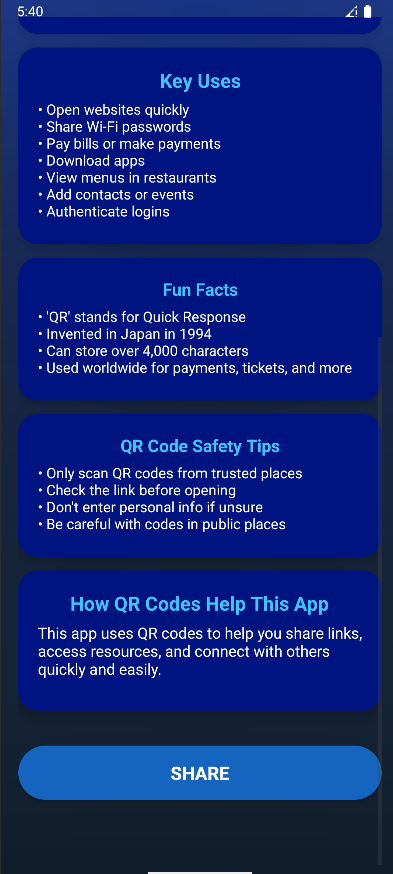 5:40
Key Uses
• Open websites quickly
• Share Wi-Fi passwords
• Pay bills or make payments
• Download apps
• View menus in restaurants
• Add contacts or events
• Authenticate logins
Fun Facts
• 'QR' stands for Quick Response
• Invented in Japan in 1994
• Can store over 4,000 characters
• Used worldwide for payments, tickets, and more
QR Code Safety Tips
• Only scan QR codes from trusted places
• Check the link before opening
• Don't enter personal info if unsure
• Be careful with codes in public places
How QR Codes Help This App
This app uses QR codes to help you share links,
access resources, and connect with others
quickly and easily.
SHARE